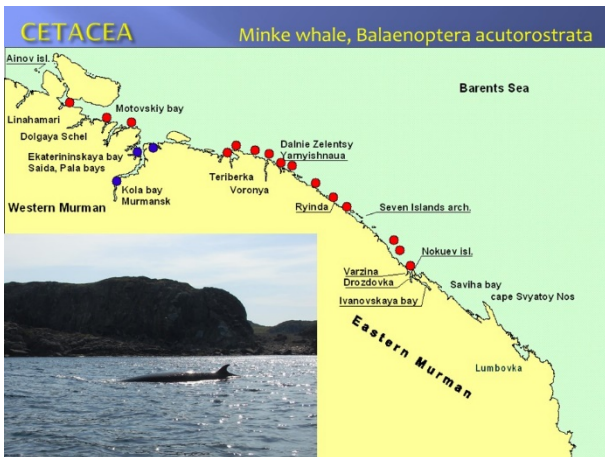 CETACEA
Minke whale, Balaenoptera acutorostrata
Ainov isl.
Barents Sea
Linahamari
Motovskiy bay
Dolgaya Schel
Ekaterininskaya bay
Saida, Pala bays
Dalnie Zelentsy
Yarnyishnaua
Teriberka
Voronya
Kola bay
Murmansk
Western Murman
Ryinda
Seven Islands arch.
Nokuev isl.
Varzina
Drozdovka
Ivanovskaya bay
Saviha bay
cape Svyatoy Nos
Eastern Murman
Lumbovka